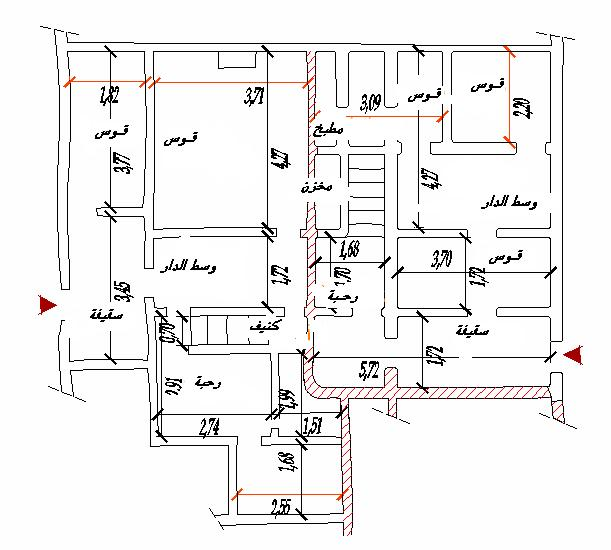 1,82
3,71
3,09
قوس
قوس
2,20
قوس
قوس
مطبخ
3,77
4,27
4,27
مخزن
وسط الدار
وسط الدار
1,68
3,70
قوس
3,45
1,72
1,70
1,72
رحبة
سقيفة
كنيف
سقيفة
0,70
1,72
5,72
رحبة
2,91
1,99
2,74
1,51
1,68
2,55